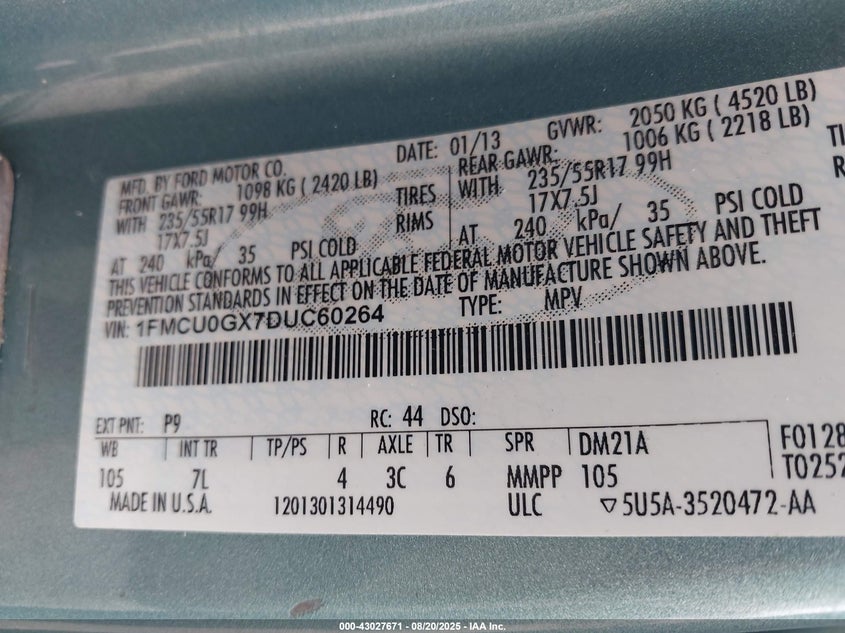 MFD. BY FORD MOTOR CO. DATE: 01/13 GVWR: 2050 KG ( 4520 LB)
FRONT GAWR: 1098 KG ( 2420 LB) REAR GAWR: 1006 KG ( 2218 LB)
WITH 235/55R17 99H TIRES WITH 235/55R17 99H
17X7.5J RIMS 17X7.5J
AT 240 kPa/ 35 PSI COLD AT 240 kPa/ 35 PSI COLD
THIS VEHICLE CONFORMS TO ALL APPLICABLE FEDERAL MOTOR VEHICLE SAFETY AND THEFT
PREVENTION STANDARDS IN EFFECT ON THE DATE OF MANUFACTURE SHOWN ABOVE.
VIN: 1FMCU0GX7DUC60264 TYPE: MPV
EXT PNT: P9 RC: 44 DSO:
WB INT TR TP/PS R AXLE TR SPR DM21A F0128
105 7L 4 3C 6 MMPP 105 T0252
MADE IN U.S.A. 1201301314490 ULC ▽5U5A-3520472-AA
000-43027671 - 08/20/2025 - IAA Inc.